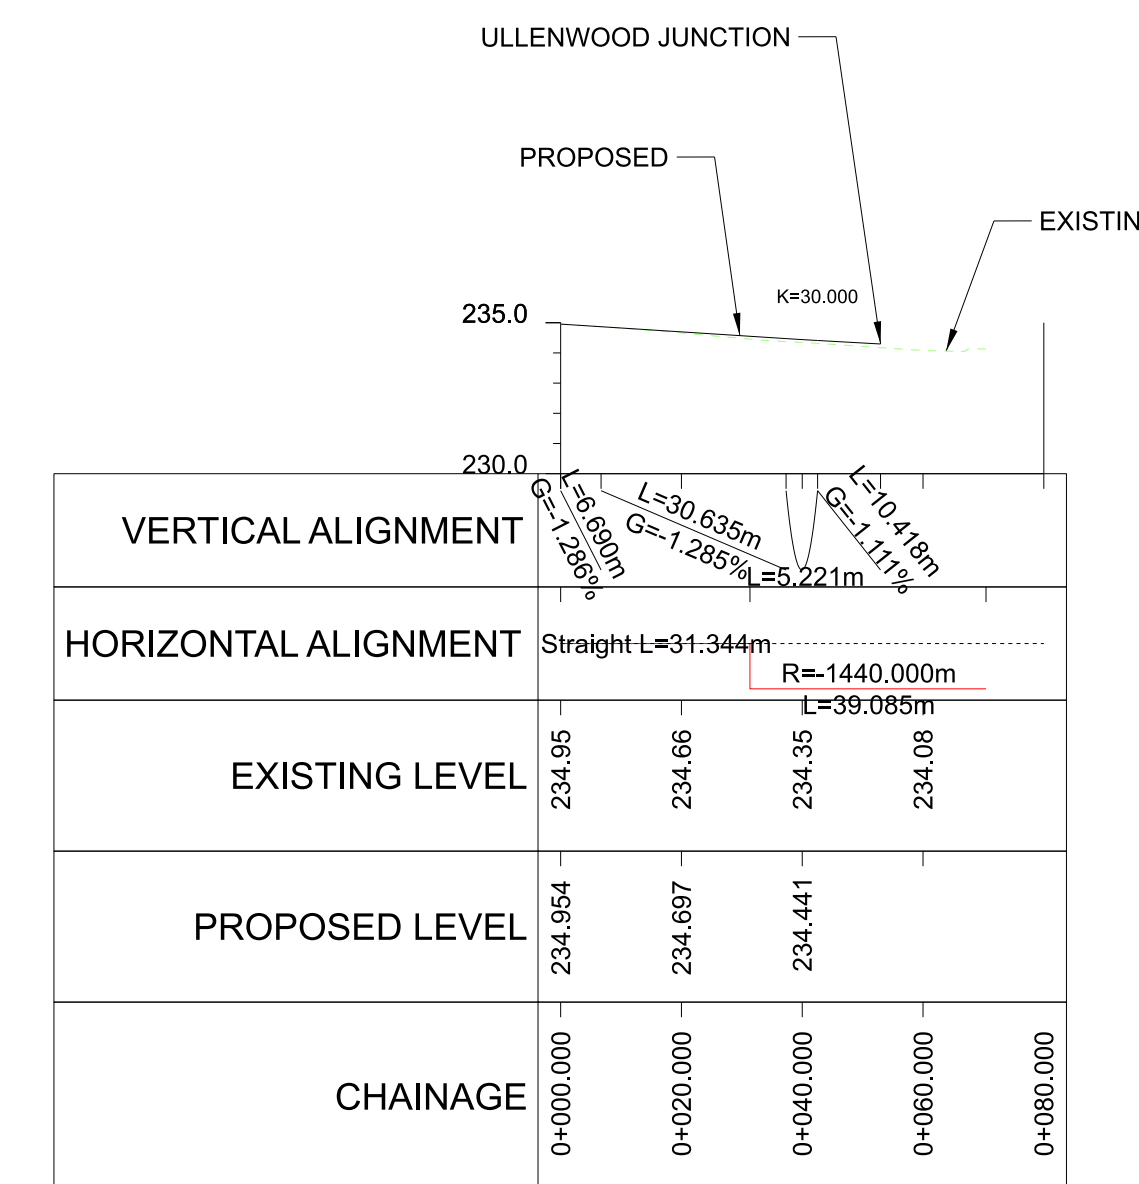 ULLENWOOD JUNCTION
PROPOSED
EXISTIN
K=30.000
235.0
230.0
VERTICAL ALIGNMENT
L=6.690m
G=-1.286%
L=30.635m
G=-1.285%
L=5.221m
L=10.418m
G=-1.111%
HORIZONTAL ALIGNMENT
Straight L=31.344m
R=-1440.000m
L=39.085m
EXISTING LEVEL
234.95
234.66
234.35
234.08
PROPOSED LEVEL
234.954
234.697
234.441
CHAINAGE
0+000.000
0+020.000
0+040.000
0+060.000
0+080.000